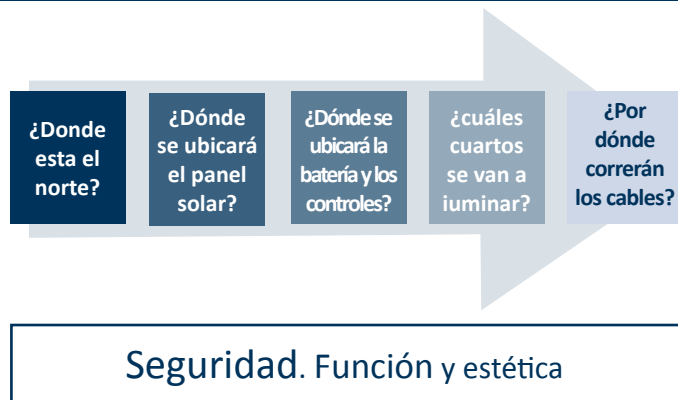 ¿Donde
esta el
norte?
¿Dónde
se ubicará
el panel
solar?
¿Dónde se
ubicará la
batería y los
controles?
¿cuáles
cuartos
se van a
iuminar?
¿Por
dónde
correrán
los cables?
Seguridad. Función y estética